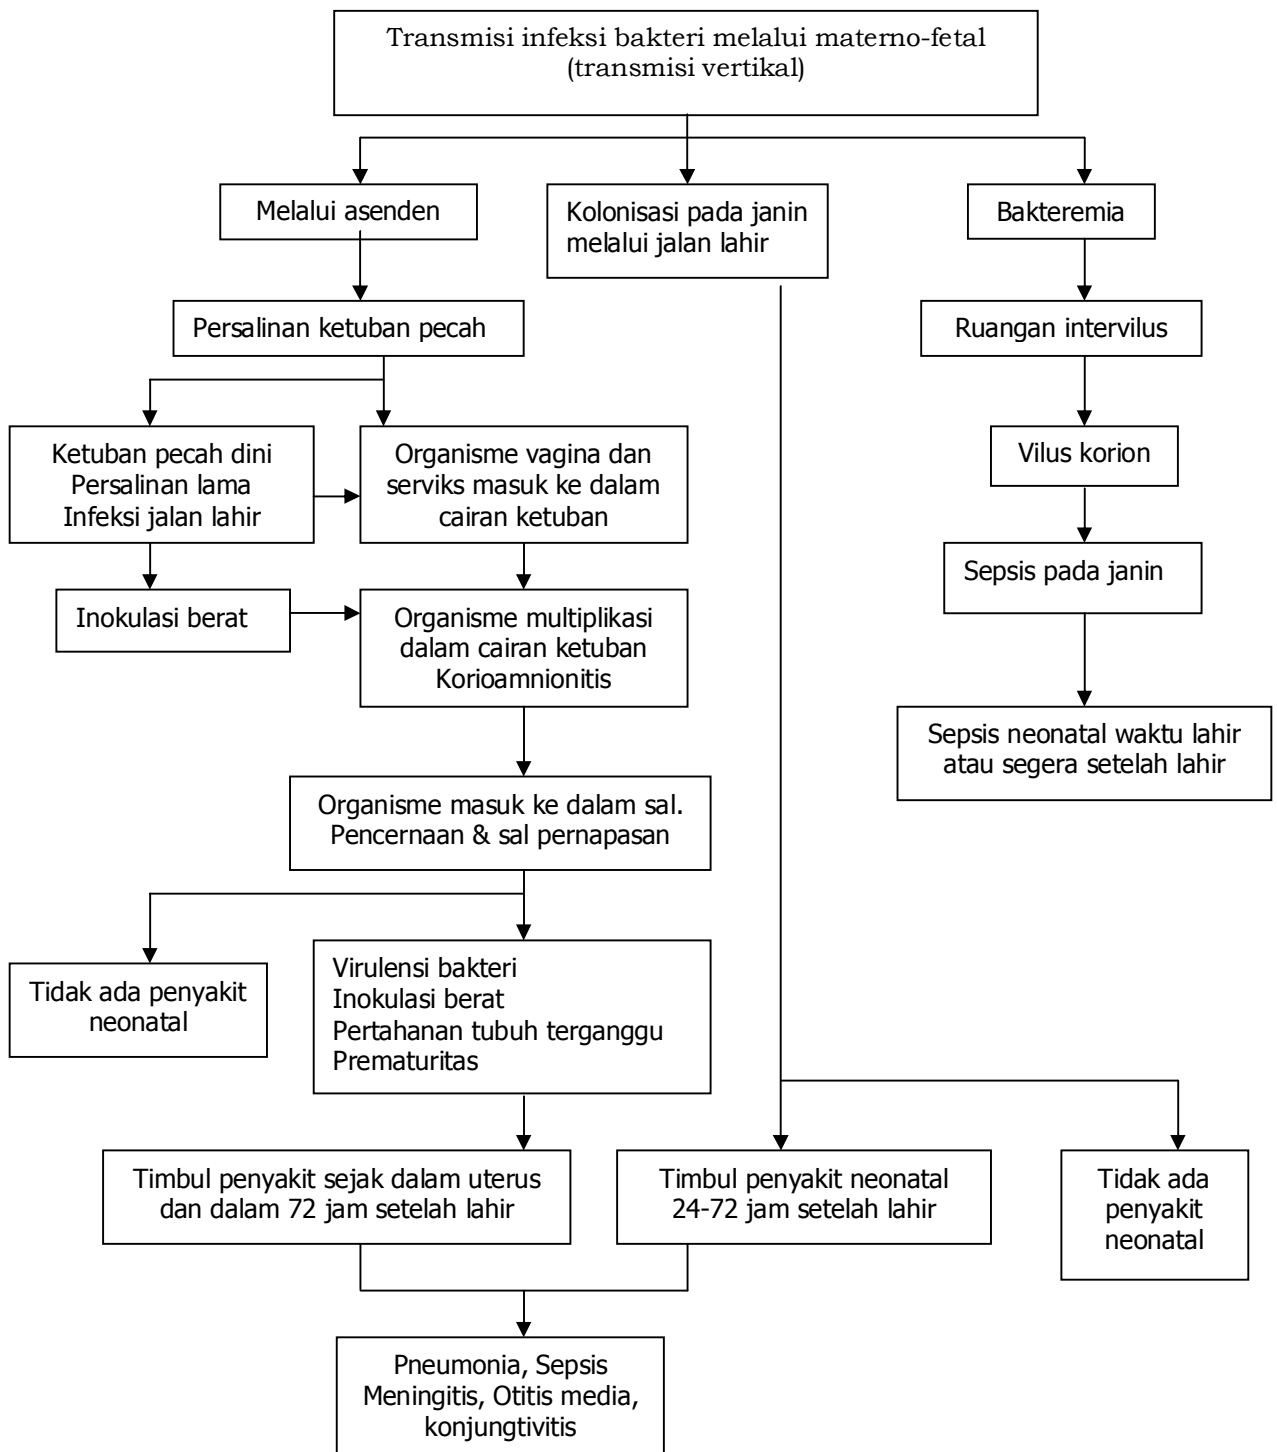 Transmisi infeksi bakteri melalui materno-fetal
(transmisi vertikal)
Melalui asenden
Kolonisasi pada janin
melalui jalan lahir
Bakteremia
Persalinan ketuban pecah
Ruangan intervilus
Ketuban pecah dini
Persalinan lama
Infeksi jalan lahir
Organisme vagina dan
serviks masuk ke dalam
cairan ketuban
Vilus korion
Inokulasi berat
Organisme multiplikasi
dalam cairan ketuban
Korioamnionitis
Sepsis pada janin
Sepsis neonatal waktu lahir
atau segera setelah lahir
Organisme masuk ke dalam sal.
Pencernaan & sal pernapasan
Tidak ada penyakit
neonatal
Virulensi bakteri
Inokulasi berat
Pertahanan tubuh terganggu
Prematuritas
Timbul penyakit sejak dalam uterus
dan dalam 72 jam setelah lahir
Timbul penyakit neonatal
24-72 jam setelah lahir
Tidak ada
penyakit
neonatal
Pneumonia, Sepsis
Meningitis, Otitis media,
konjungtivitis